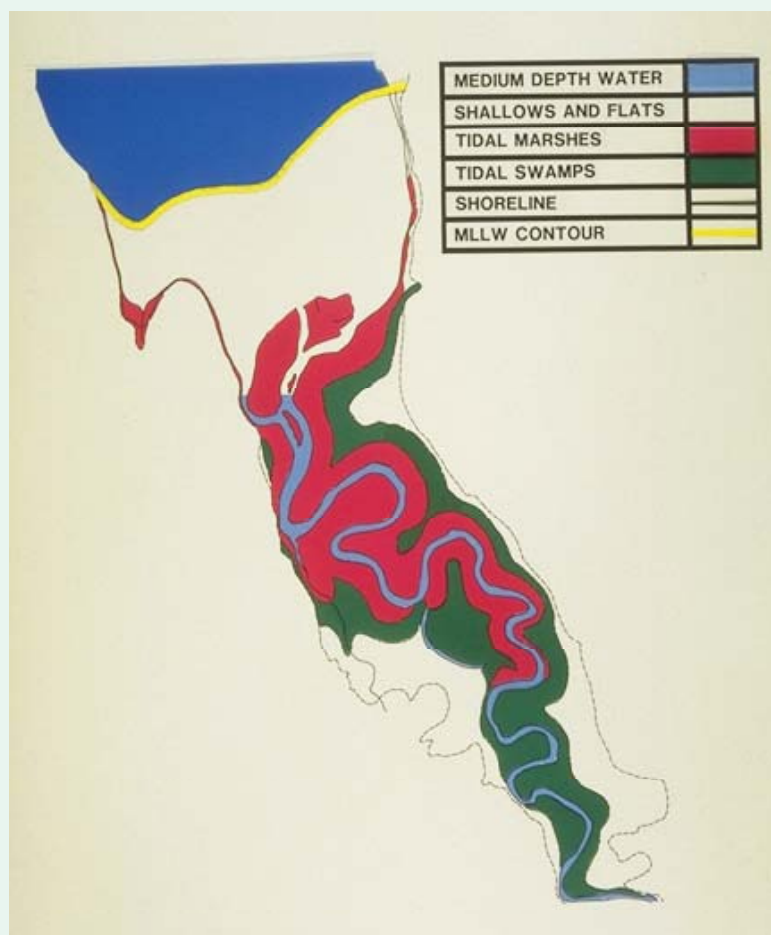 MEDIUM DEPTH WATER
SHALLOWS AND FLATS
TIDAL MARSHES
TIDAL SWAMPS
SHORELINE
MLLW CONTOUR